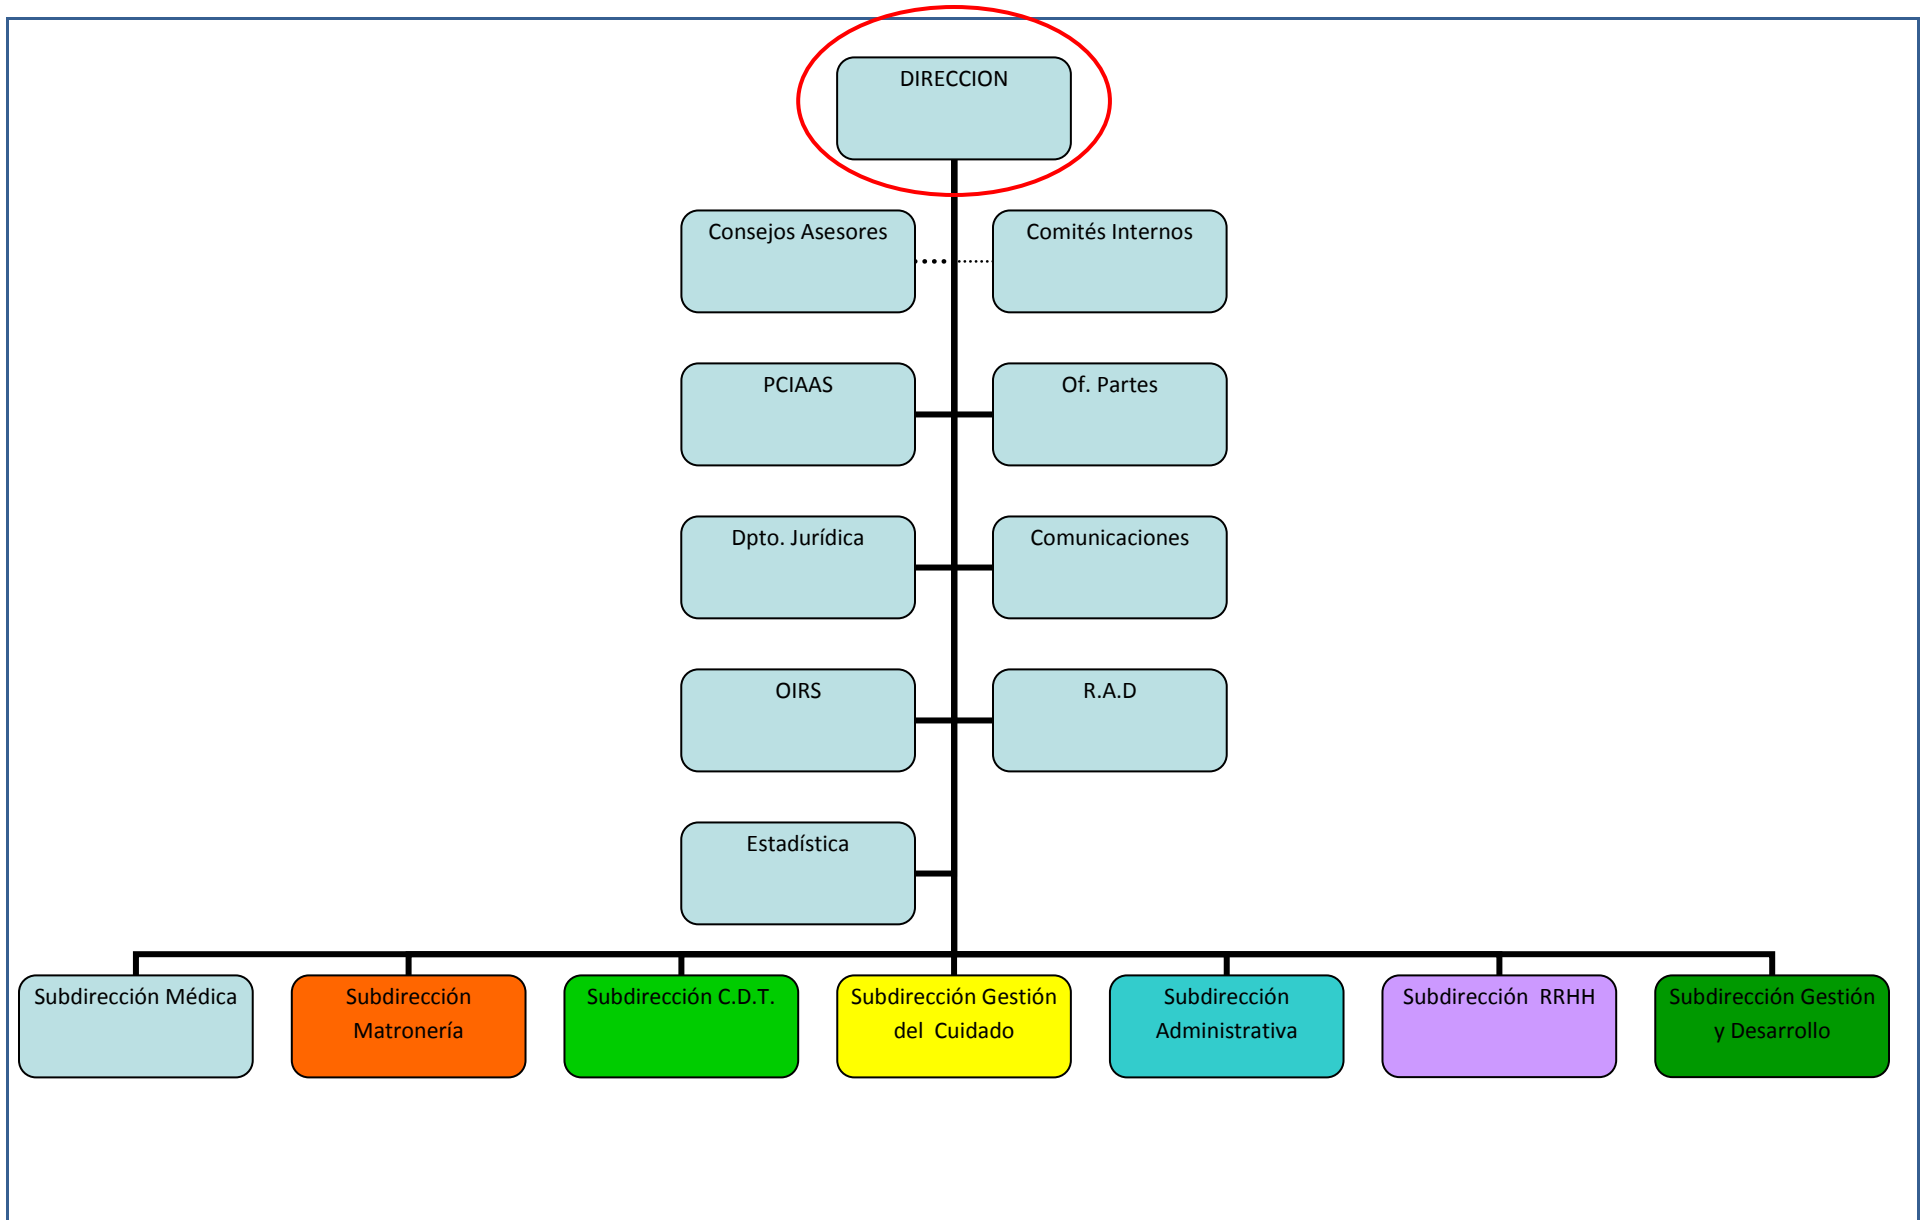 DIRECCION
Consejos Asesores
Comités Internos
PCIAAS
Of. Partes
Dpto. Jurídica
Comunicaciones
OIRS
R.A.D
Estadística
Subdirección Médica
Subdirección
Matronería
Subdirección C.D.T.
Subdirección Gestión
del Cuidado
Subdirección
Administrativa
Subdirección RRHH
Subdirección Gestión
y Desarrollo